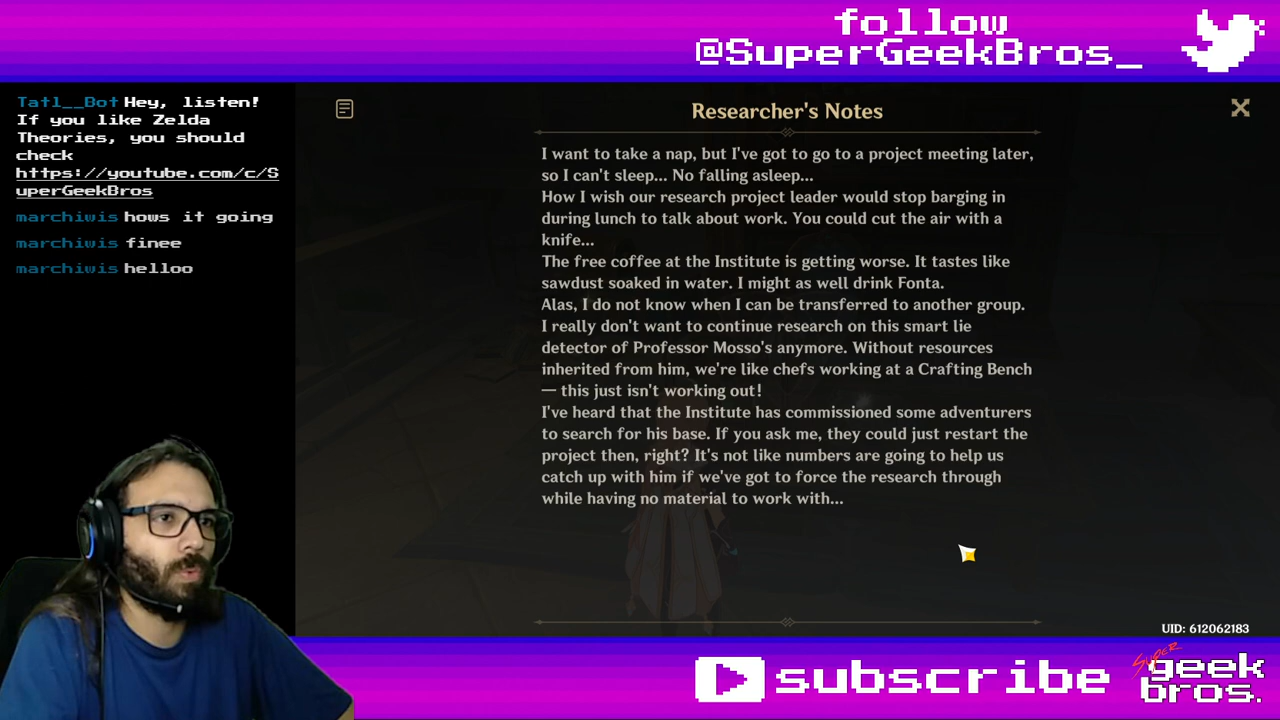 follow
@SuperGeekBros_
Tatl__Bot Hey, listen!
If you like Zelda
Theories, you should
check
https://youtube.com/c/S
uperGeekBros
marchiwis hows it going
marchiwis finee
marchiwis helloo
Researcher's Notes
I want to take a nap, but I've got to go to a project meeting later,
so I can't sleep... No falling asleep...
How I wish our research project leader would stop barging in
during lunch to talk about work. You could cut the air with a
knife...
The free coffee at the Institute is getting worse. It tastes like
sawdust soaked in water. I might as well drink Fonta.
Alas, I do not know when I can be transferred to another group.
I really don't want to continue research on this smart lie
detector of Professor Mosso's anymore. Without resources
inherited from him, we're like chefs working at a Crafting Bench
— this just isn't working out!
I've heard that the Institute has commissioned some adventurers
to search for his base. If you ask me, they could just restart the
project then, right? It's not like numbers are going to help us
catch up with him if we've got to force the research through
while having no material to work with...
UID: 612062183
subscribe
SUPER
geek
bros.